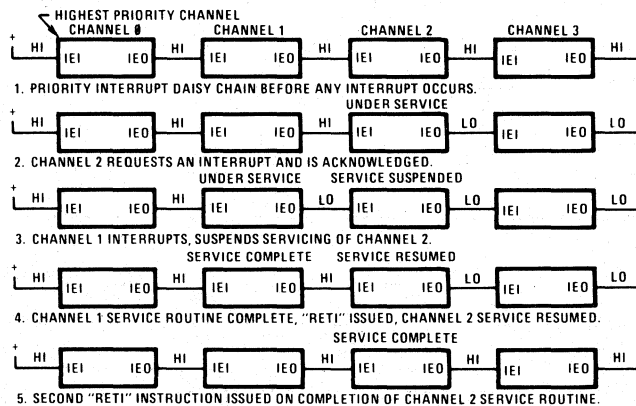 HIGHEST PRIORITY CHANNEL
CHANNEL 0 CHANNEL 1 CHANNEL 2 CHANNEL 3
+ HI IEI IEO HI IEI IEO HI IEI IEO HI IEI IEO HI
1. PRIORITY INTERRUPT DAISY CHAIN BEFORE ANY INTERRUPT OCCURS.
UNDER SERVICE
+ HI IEI IEO HI IEI IEO HI IEI IEO LO IEI IEO LO
2. CHANNEL 2 REQUESTS AN INTERRUPT AND IS ACKNOWLEDGED.
UNDER SERVICE SERVICE SUSPENDED
+ HI IEI IEO HI IEI IEO LO IEI IEO LO IEI IEO LO
3. CHANNEL 1 INTERRUPTS, SUSPENDS SERVICING OF CHANNEL 2.
SERVICE COMPLETE SERVICE RESUMED
+ HI IEI IEO HI IEI IEO HI IEI IEO LO IEI IEO LO
4. CHANNEL 1 SERVICE ROUTINE COMPLETE, "RETI" ISSUED, CHANNEL 2 SERVICE RESUMED.
SERVICE COMPLETE
+ HI IEI IEO HI IEI IEO HI IEI IEO HI IEI IEO HI
5. SECOND "RETI" INSTRUCTION ISSUED ON COMPLETION OF CHANNEL 2 SERVICE ROUTINE.